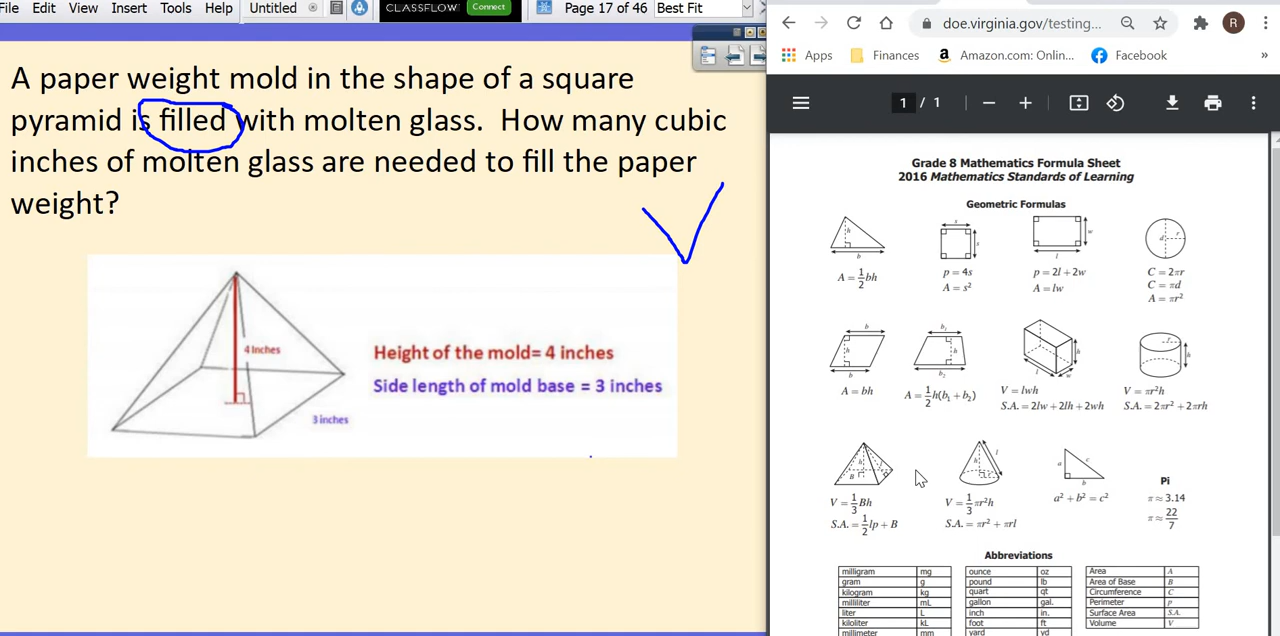 File Edit View Insert Tools Help Untitled CLASSFLOW Connect Page 17 of 46 Best Fit
A paper weight mold in the shape of a square
pyramid is filled with molten glass. How many cubic
inches of molten glass are needed to fill the paper
weight?
4 Inches
Height of the mold= 4 inches
Side length of mold base = 3 inches
3 inches
doe.virginia.gov/testing... R
Apps Finances Amazon.com: Onlin... Facebook »
1 / 1
Grade 8 Mathematics Formula Sheet
2016 Mathematics Standards of Learning
Geometric Formulas
h b
s s
w l
d r
A = 1/2 bh
p = 4s
A = s²
p = 2l + 2w
A = lw
C = 2πr
C = πd
A = πr²
b h b
b₁ h b₂
h l w
r h
A = bh
A = 1/2 h(b₁ + b₂)
V = lwh
S.A. = 2lw + 2lh + 2wh
V = πr²h
S.A. = 2πr² + 2πrh
h l B
h l r
a c b
V = 1/3 Bh
S.A. = 1/2 lp + B
V = 1/3 πr²h
S.A. = πr² + πrl
a² + b² = c²
Pi
π ≈ 3.14
π ≈ 22/7
Abbreviations
milligram mg
gram g
kilogram kg
milliliter mL
liter L
kiloliter kL
millimeter mm
ounce oz
pound lb
quart qt
gallon gal.
inch in.
foot ft
yard yd
Area A
Area of Base B
Circumference C
Perimeter p
Surface Area S.A.
Volume V